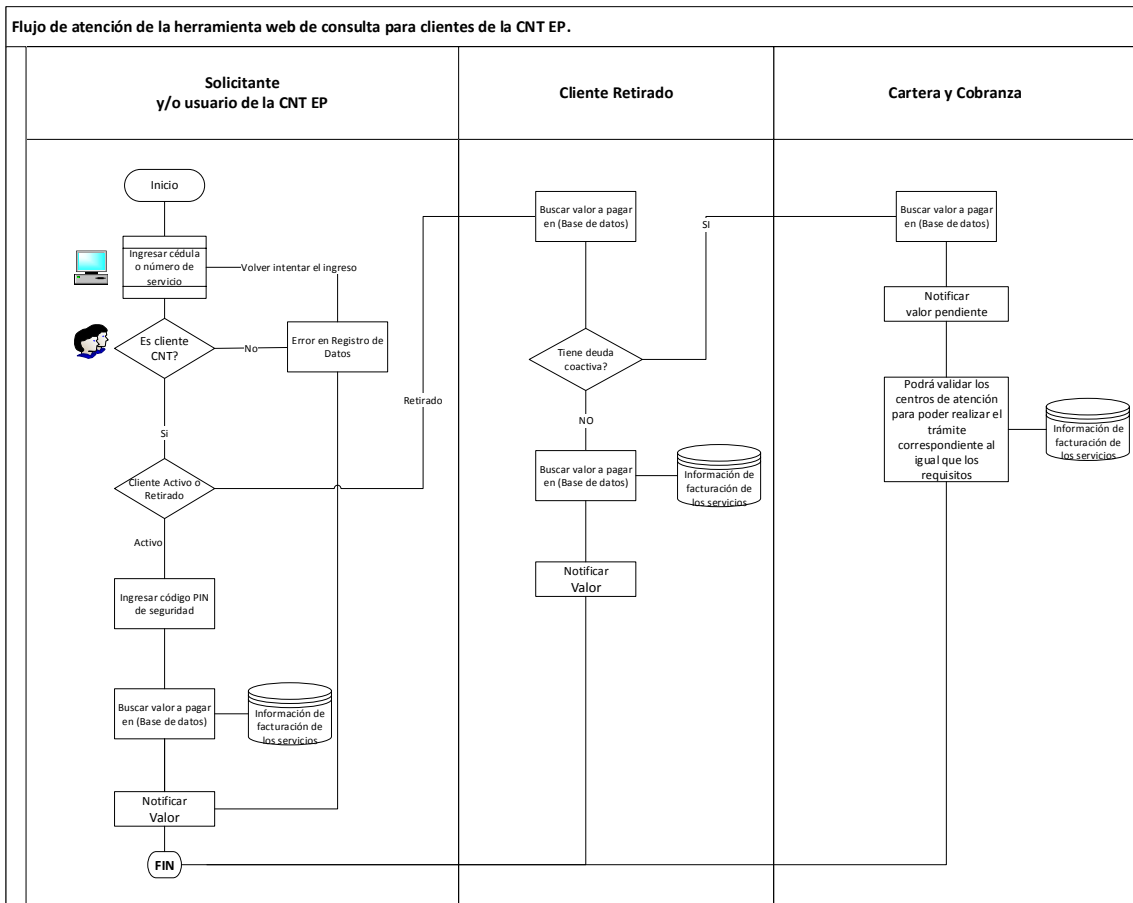 Flujo de atención de la herramienta web de consulta para clientes de la CNT EP.
Solicitante
y/o usuario de la CNT EP
Cliente Retirado
Cartera y Cobranza
Inicio
Ingresar cédula
o número de
servicio
Volver intentar el ingreso
Es cliente
CNT?
No
Error en Registro de
Datos
Si
Cliente Activo o
Retirado
Retirado
Activo
Ingresar código PIN
de seguridad
Buscar valor a pagar
en (Base de datos)
Información de
facturación de
los servicios
Notificar
Valor
FIN
Buscar valor a pagar
en (Base de datos)
SI
Tiene deuda
coactiva?
NO
Buscar valor a pagar
en (Base de datos)
Información de
facturación de
los servicios
Notificar
Valor
Buscar valor a pagar
en (Base de datos)
Notificar
valor pendiente
Podrá validar los
centros de atención
para poder realizar el
trámite
correspondiente al
igual que los
requisitos
Información de
facturación de
los servicios